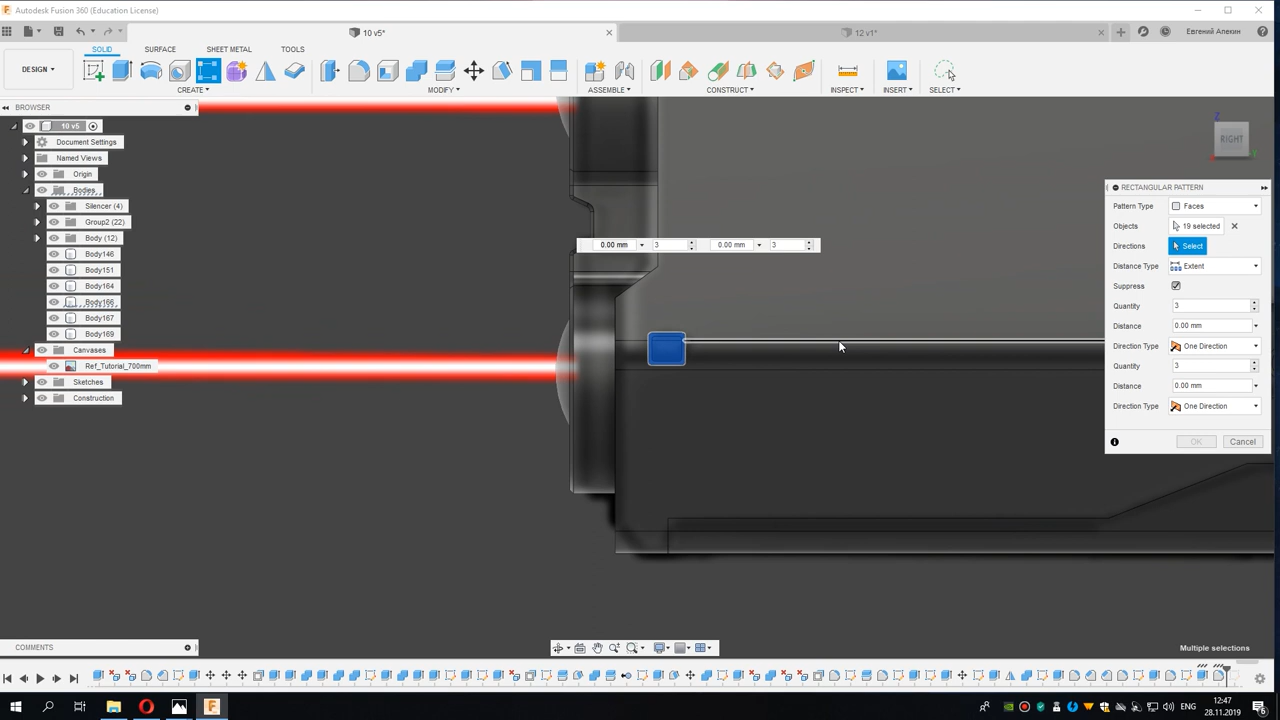 Autodesk Fusion 360 (Education License)
10 v5*
12 v1*
Евгений Апекин
DESIGN
SOLID
SURFACE
SHEET METAL
TOOLS
CREATE
MODIFY
ASSEMBLE
CONSTRUCT
INSPECT
INSERT
SELECT
BROWSER
10 v5
Document Settings
Named Views
Origin
Bodies
Silencer (4)
Group2 (22)
Body (12)
Body146
Body151
Body164
Body166
Body167
Body169
Canvases
Ref_Tutorial_700mm
Sketches
Construction
0.00 mm 3 0.00 mm 3
Z
RIGHT
Y
RECTANGULAR PATTERN
Pattern Type Faces
Objects 19 selected
Directions Select
Distance Type Extent
Suppress
Quantity 3
Distance 0.00 mm
Direction Type One Direction
Quantity 3
Distance 0.00 mm
Direction Type One Direction
OK Cancel
COMMENTS
Multiple selections
ENG
12:47
28.11.2019